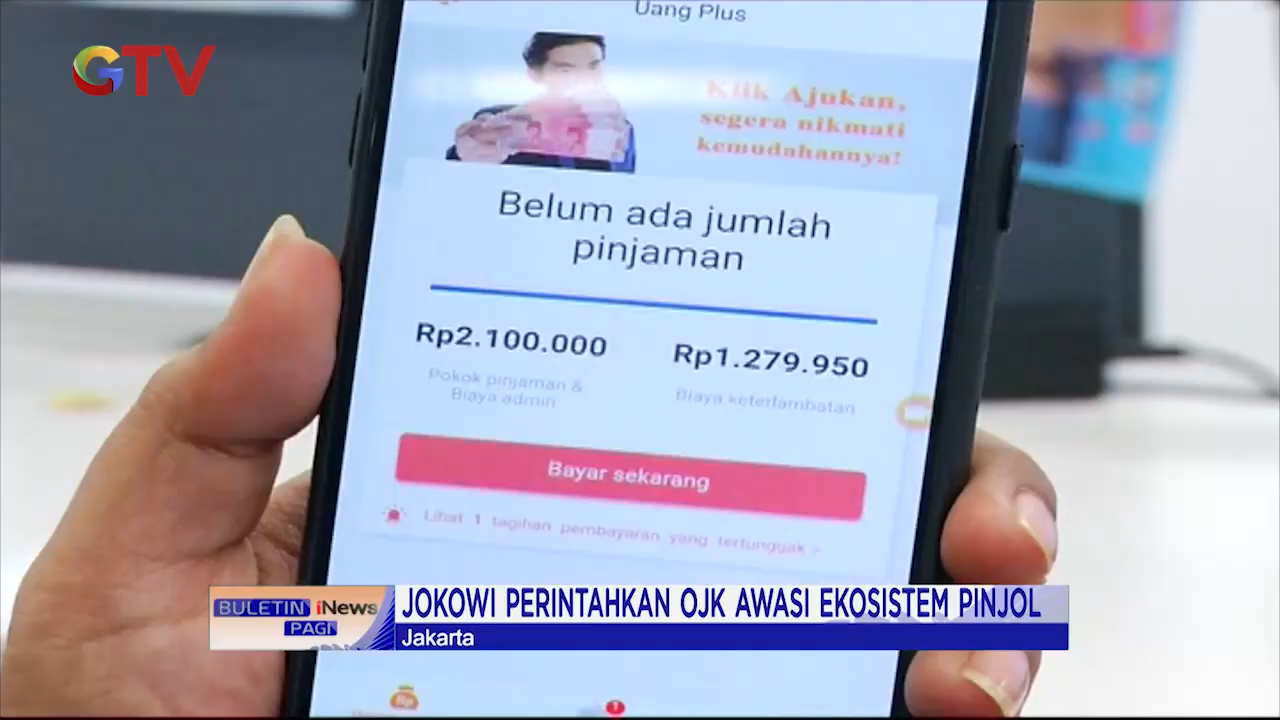 GTV
Uang Plus
Klik Ajukan,
segera nikmati
kemudahannya!
Belum ada jumlah
pinjaman
Rp2.100.000
Rp1.279.950
Pokok pinjaman &
Biaya admin
Biaya keterlambatan
Bayar sekarang
Lihat 1 tagihan pembayaran yang tertunggak >
BULETIN iNews
PAGI
JOKOWI PERINTAHKAN OJK AWASI EKOSISTEM PINJOL
Jakarta
Rp